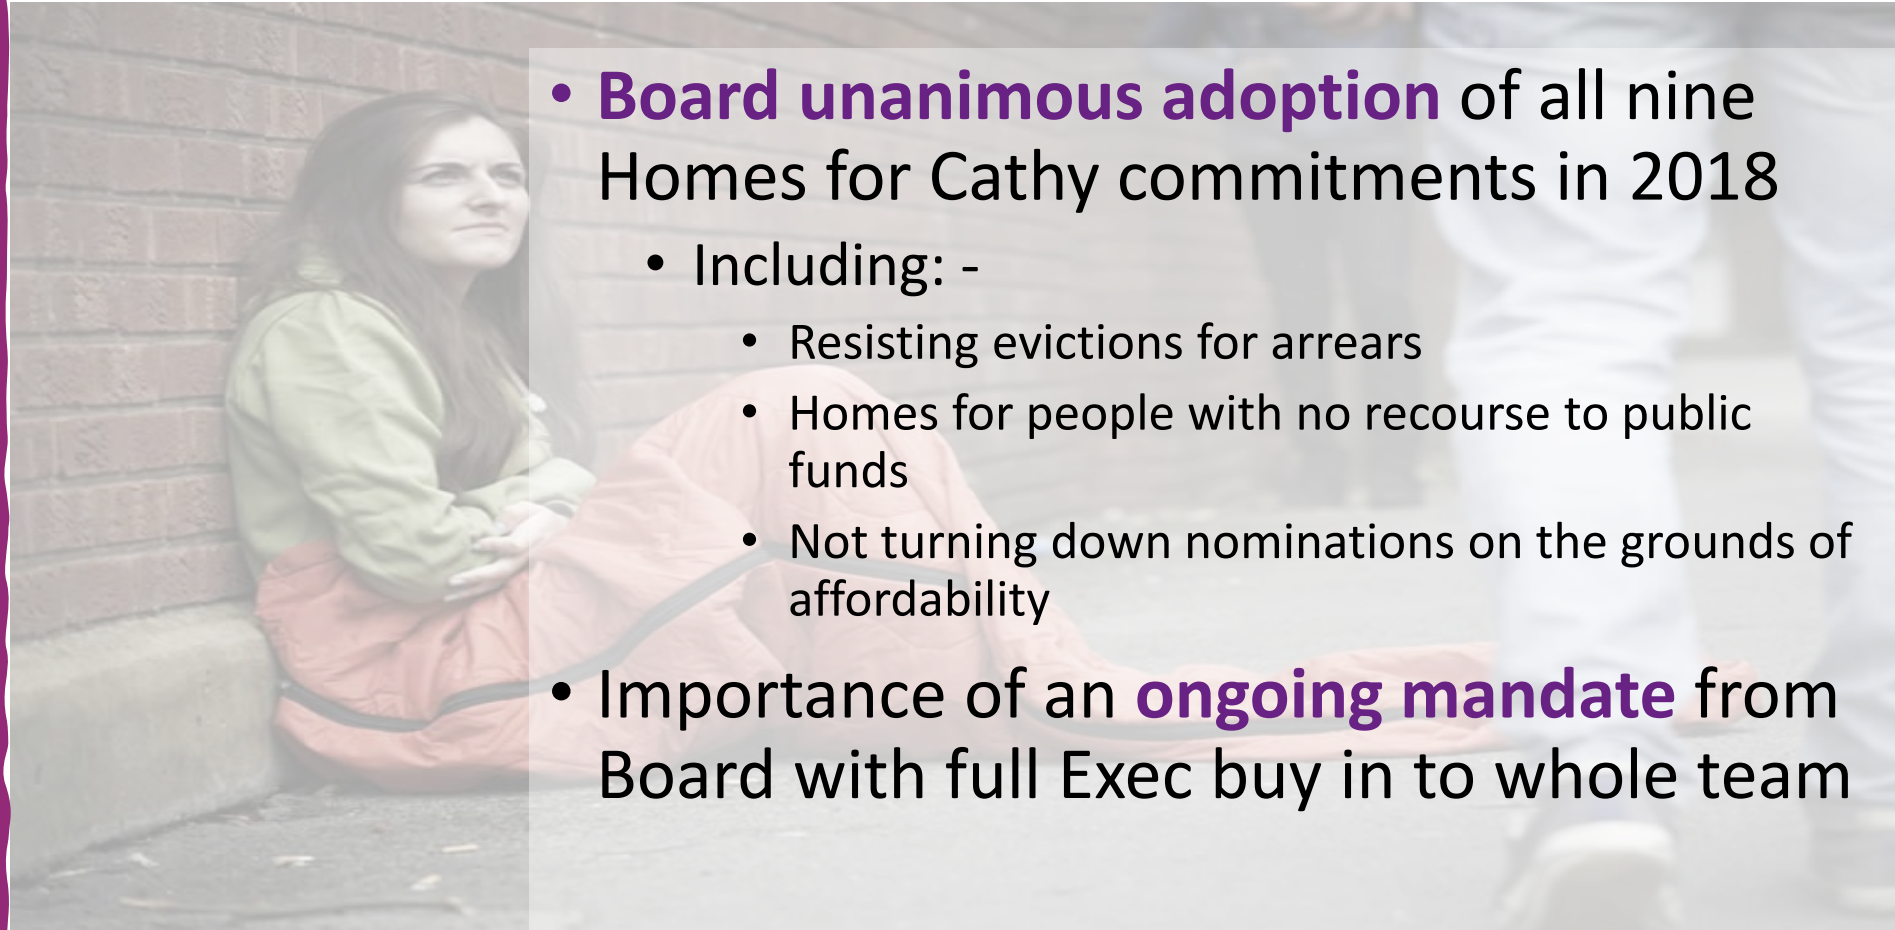 • Board unanimous adoption of all nine
Homes for Cathy commitments in 2018
• Including: -
• Resisting evictions for arrears
• Homes for people with no recourse to public
funds
• Not turning down nominations on the grounds of
affordability
• Importance of an ongoing mandate from
Board with full Exec buy in to whole team